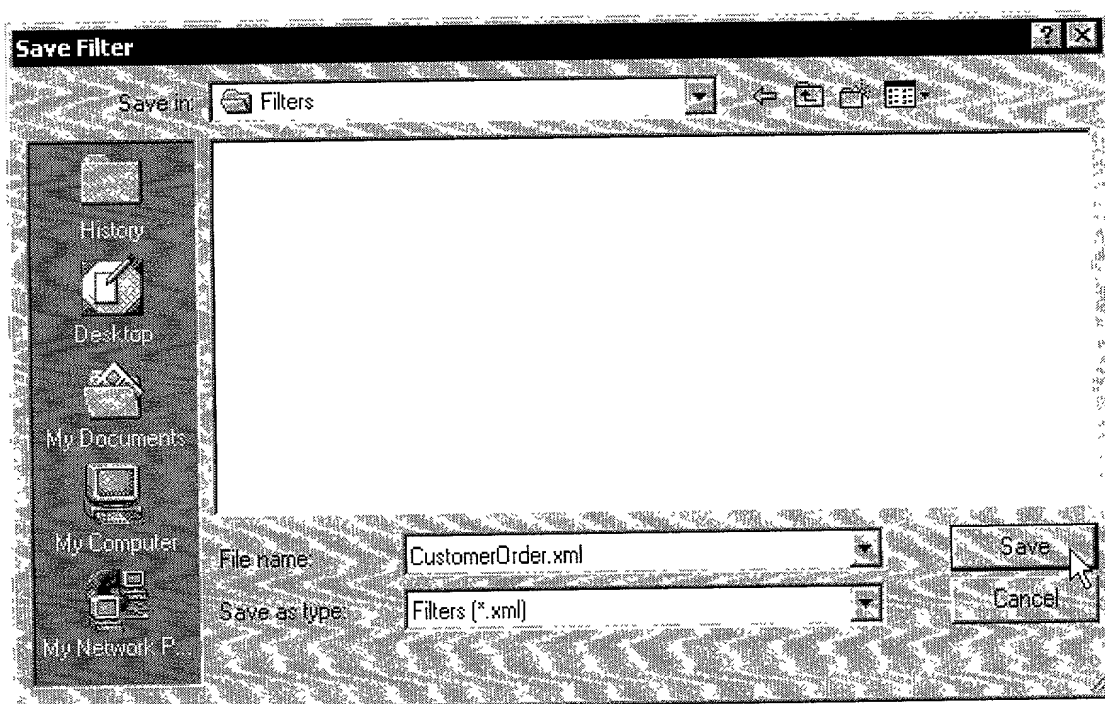 Save Filter
Save in: Filters
History
Desktop
My Documents
My Computer
My Network P...
File name: CustomerOrder.xml
Save as type: Filters (*.xml)
Save
Cancel